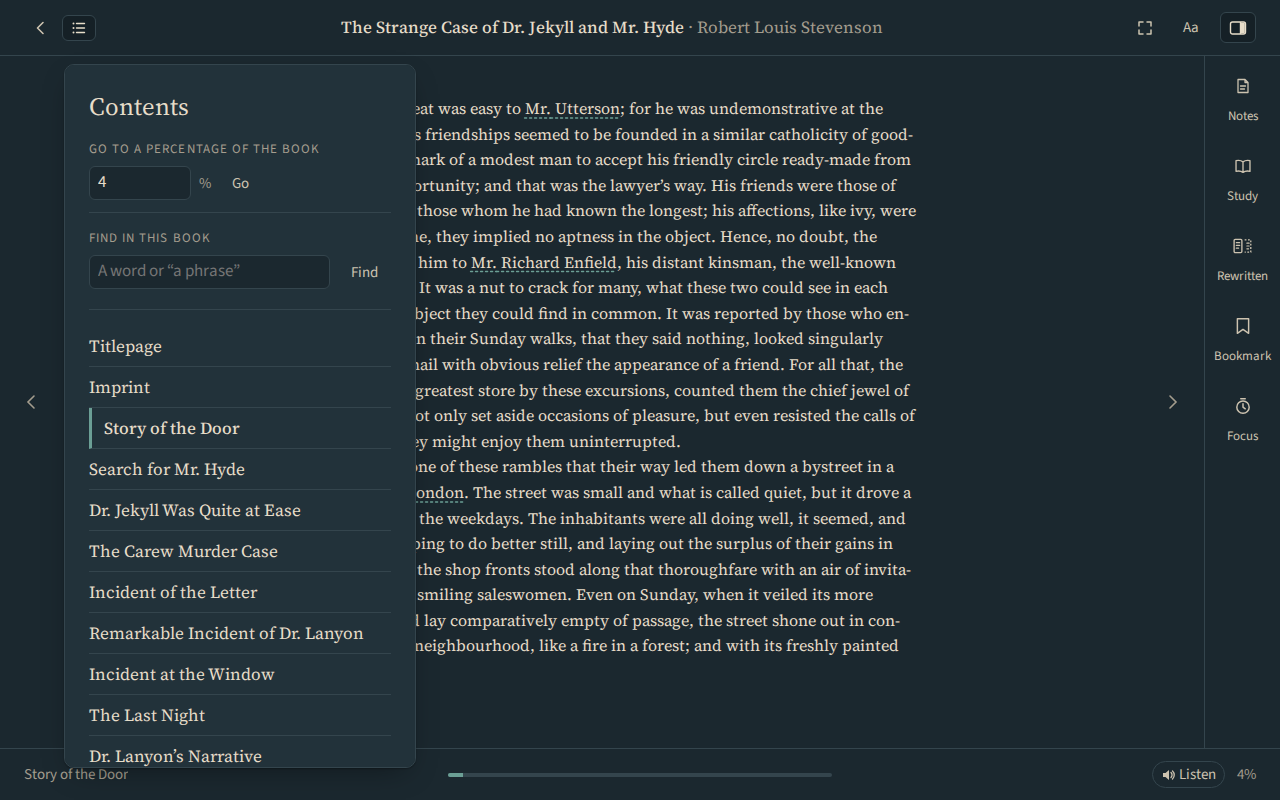 The Strange Case of Dr. Jekyll and Mr. Hyde · Robert Louis Stevenson
Aa
Contents
GO TO A PERCENTAGE OF THE BOOK
4 % Go
FIND IN THIS BOOK
A word or “a phrase” Find
Titlepage
Imprint
Story of the Door
Search for Mr. Hyde
Dr. Jekyll Was Quite at Ease
The Carew Murder Case
Incident of the Letter
Remarkable Incident of Dr. Lanyon
Incident at the Window
The Last Night
Dr. Lanyon’s Narrative
was easy to Mr. Utterson; for he was undemonstrative at the
friendships seemed to be founded in a similar catholicity of good-
of a modest man to accept his friendly circle ready-made from
and that was the lawyer’s way. His friends were those of
those whom he had known the longest; his affections, like ivy, were
they implied no aptness in the object. Hence, no doubt, the
him to Mr. Richard Enfield, his distant kinsman, the well-known
It was a nut to crack for many, what these two could see in each
they could find in common. It was reported by those who en-
their Sunday walks, that they said nothing, looked singularly
with obvious relief the appearance of a friend. For all that, the
greatest store by these excursions, counted them the chief jewel of
only set aside occasions of pleasure, but even resisted the calls of
might enjoy them uninterrupted.
one of these rambles that their way led them down a bystreet in a
The street was small and what is called quiet, but it drove a
the weekdays. The inhabitants were all doing well, it seemed, and
to do better still, and laying out the surplus of their gains in
the shop fronts stood along that thoroughfare with an air of invita-
smiling saleswomen. Even on Sunday, when it veiled its more
lay comparatively empty of passage, the street shone out in con-
neighbourhood, like a fire in a forest; and with its freshly painted
Notes
Study
Rewritten
Bookmark
Focus
Story of the Door
Listen 4%